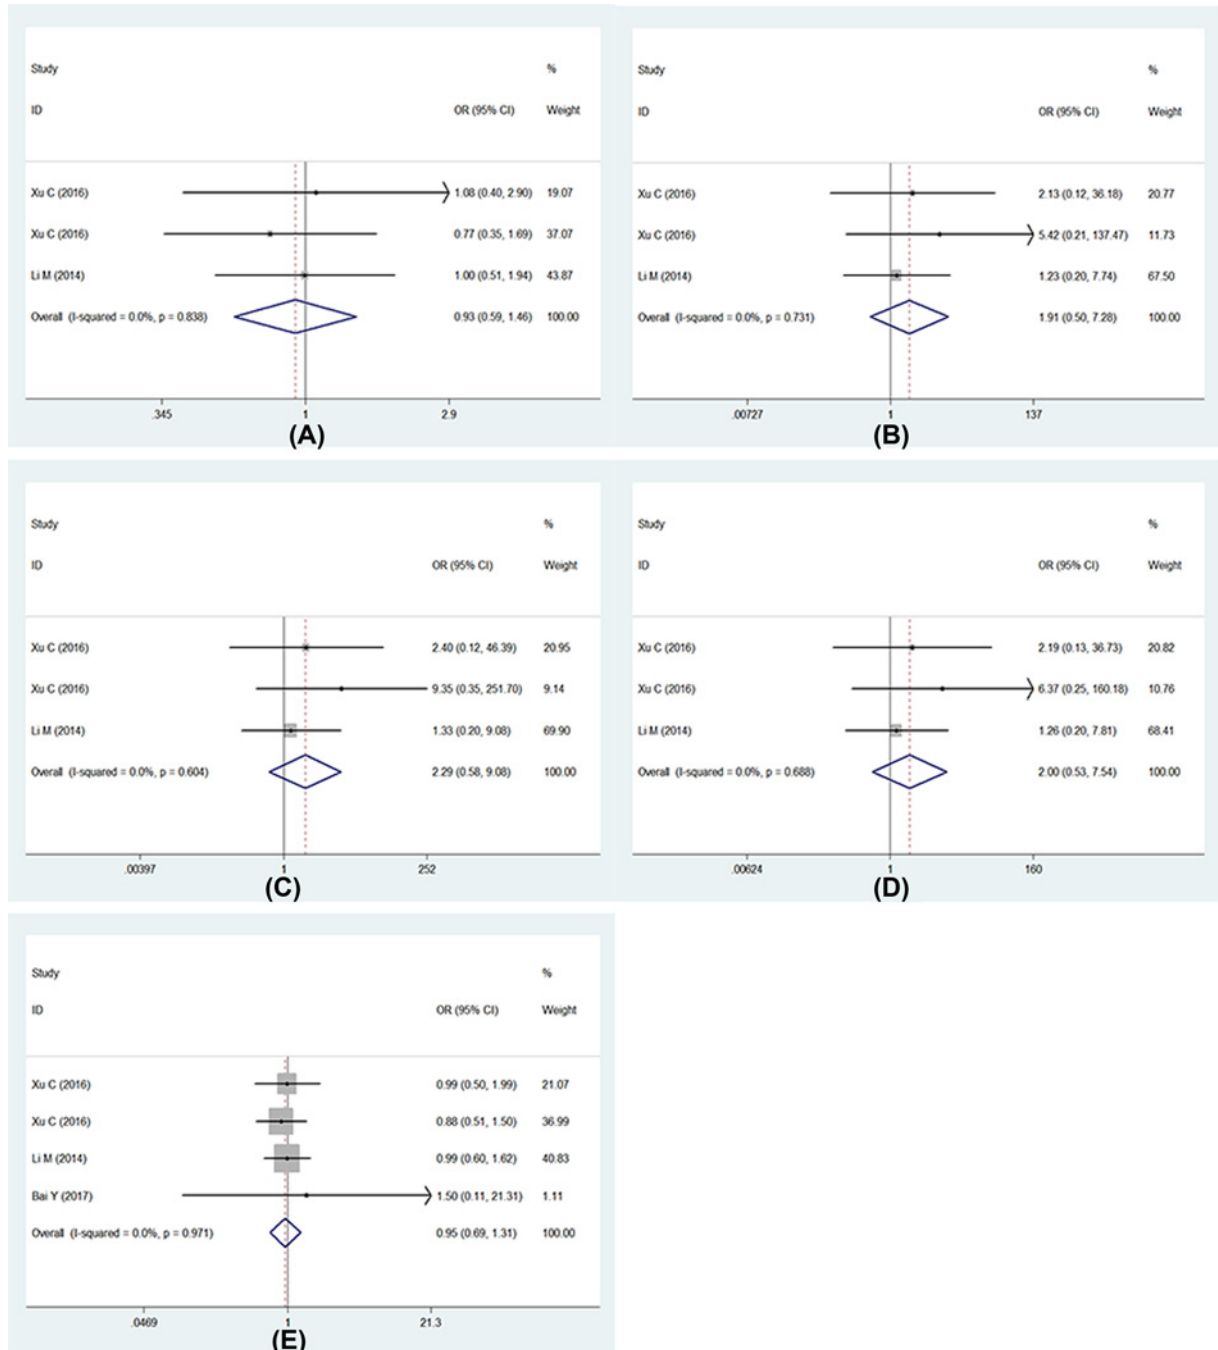 Study %
ID OR (95% CI) Weight
Xu C (2016) 1.08 (0.40, 2.90) 19.07
Xu C (2016) 0.77 (0.35, 1.69) 37.07
Li M (2014) 1.00 (0.51, 1.94) 43.87
Overall (I-squared = 0.0%, p = 0.838) 0.93 (0.59, 1.46) 100.00
.345 1 2.9
(A)
Study %
ID OR (95% CI) Weight
Xu C (2016) 2.13 (0.12, 36.18) 20.77
Xu C (2016) 5.42 (0.21, 137.47) 11.73
Li M (2014) 1.23 (0.20, 7.74) 67.50
Overall (I-squared = 0.0%, p = 0.731) 1.91 (0.50, 7.28) 100.00
.00727 1 137
(B)
Study %
ID OR (95% CI) Weight
Xu C (2016) 2.40 (0.12, 46.39) 20.95
Xu C (2016) 9.35 (0.35, 251.70) 9.14
Li M (2014) 1.33 (0.20, 9.08) 69.90
Overall (I-squared = 0.0%, p = 0.604) 2.29 (0.58, 9.08) 100.00
.00397 1 252
(C)
Study %
ID OR (95% CI) Weight
Xu C (2016) 2.19 (0.13, 36.73) 20.82
Xu C (2016) 6.37 (0.25, 160.18) 10.76
Li M (2014) 1.26 (0.20, 7.81) 68.41
Overall (I-squared = 0.0%, p = 0.688) 2.00 (0.53, 7.54) 100.00
.00624 1 160
(D)
Study %
ID OR (95% CI) Weight
Xu C (2016) 0.99 (0.50, 1.99) 21.07
Xu C (2016) 0.88 (0.51, 1.50) 36.99
Li M (2014) 0.99 (0.60, 1.62) 40.83
Bai Y (2017) 1.50 (0.11, 21.31) 1.11
Overall (I-squared = 0.0%, p = 0.971) 0.95 (0.69, 1.31) 100.00
.0469 1 21.3
(E)